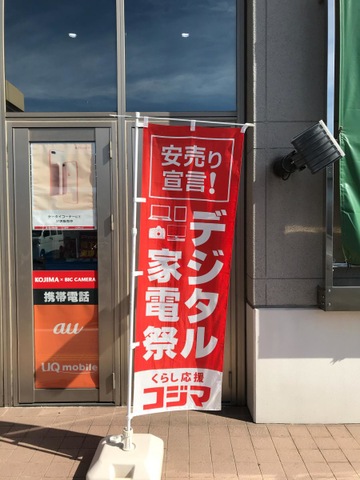 安売り
宣言!
デジタル
家電祭
くらし応援
コジマ
KOJIMA × BIC CAMERA
携帯電話
au
UQ mobile